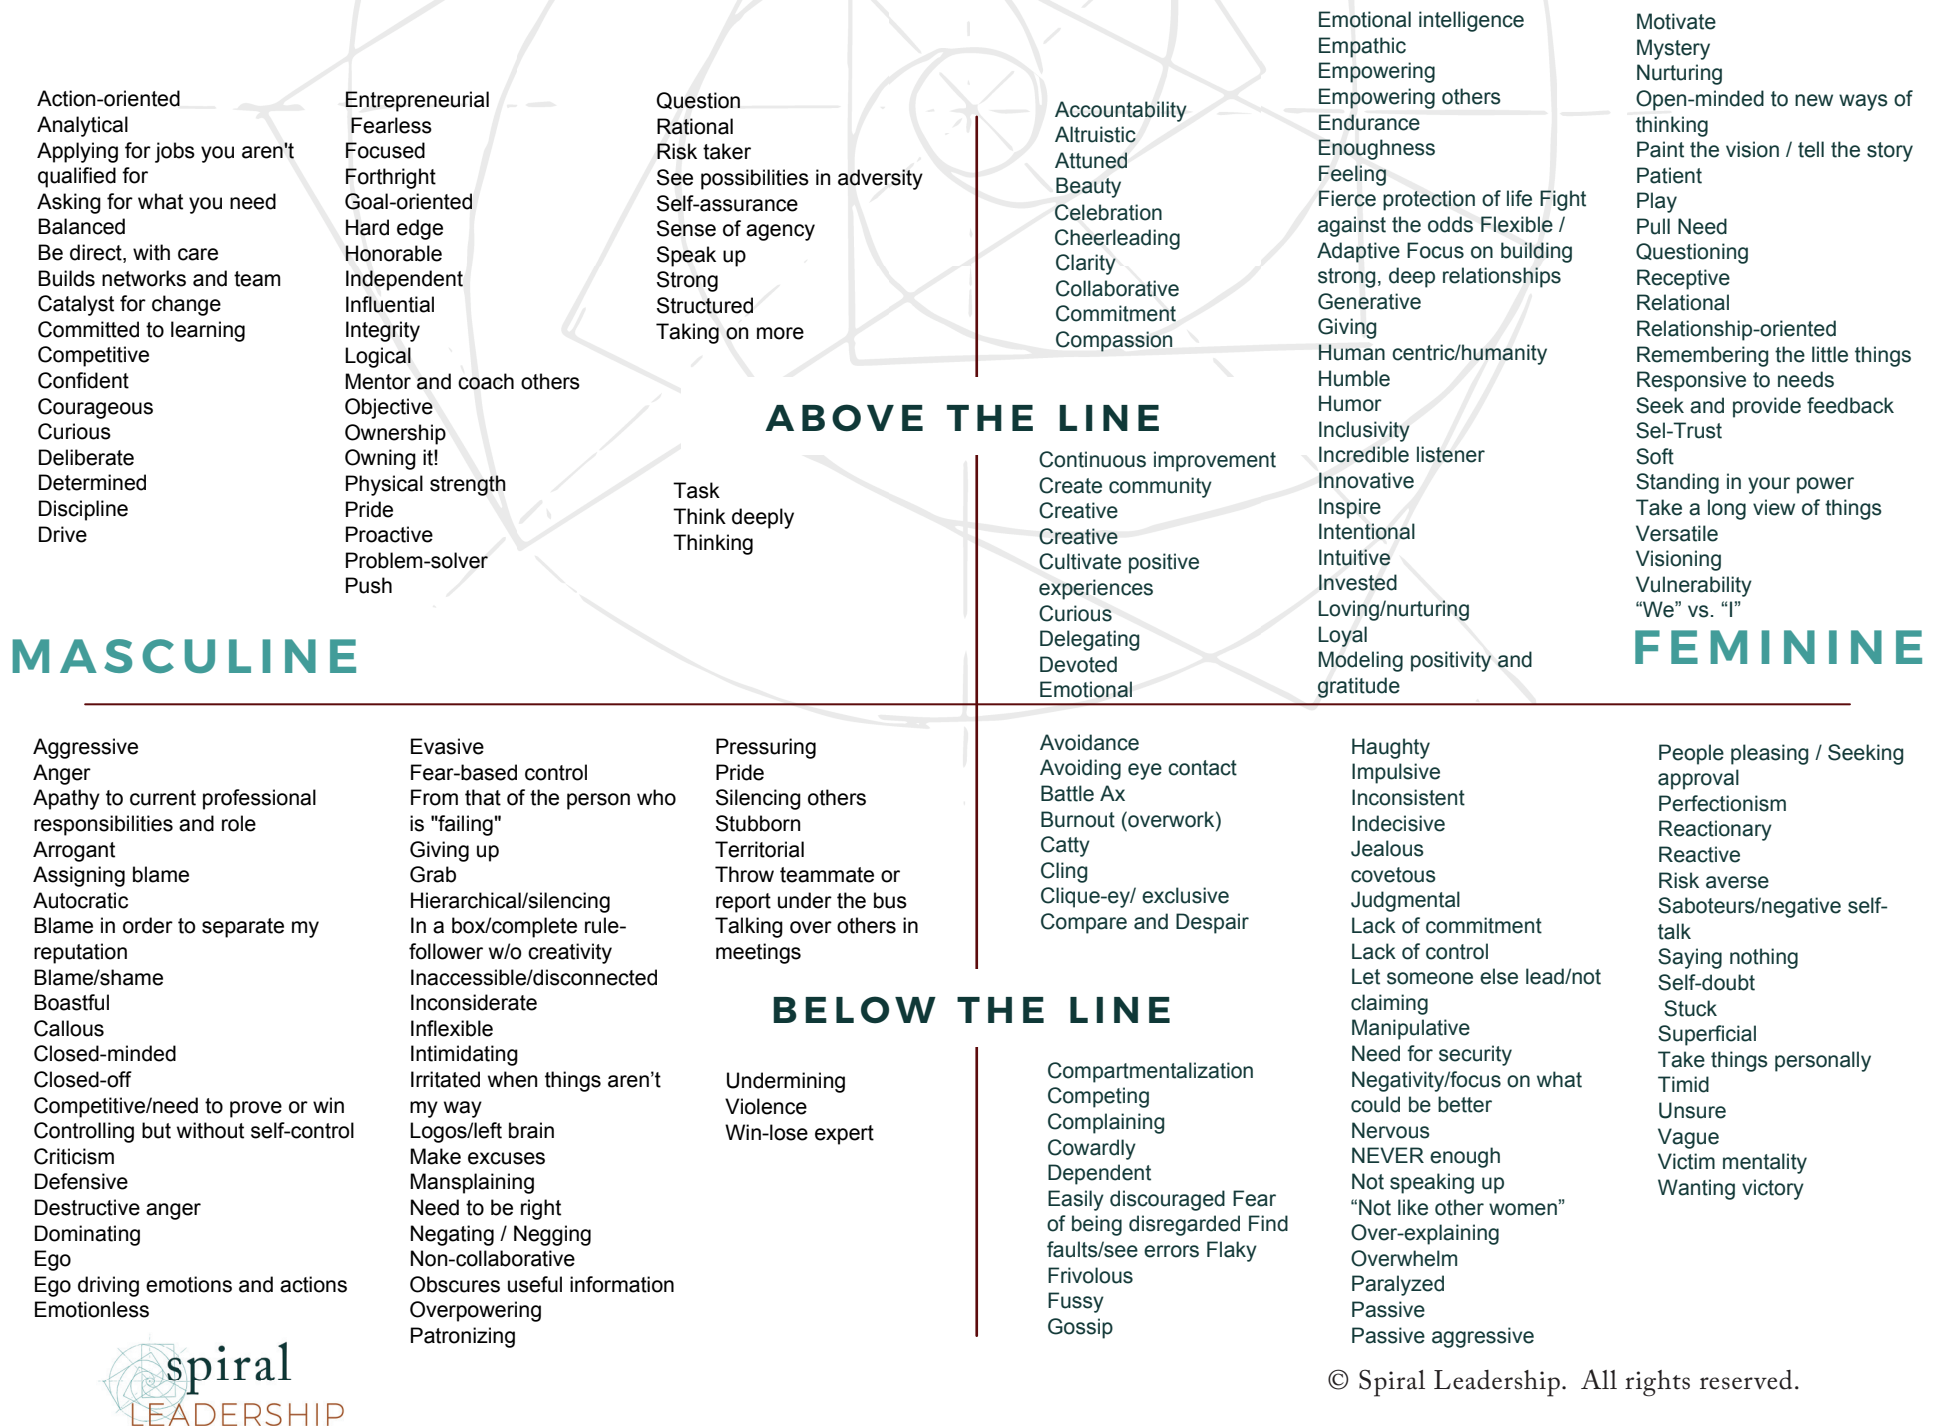 Action-oriented
Analytical
Applying for jobs you aren't
qualified for
Asking for what you need
Balanced
Be direct, with care
Builds networks and team
Catalyst for change
Committed to learning
Competitive
Confident
Courageous
Curious
Deliberate
Determined
Discipline
Drive
Entrepreneurial
Fearless
Focused
Forthright
Goal-oriented
Hard edge
Honorable
Independent
Influential
Integrity
Logical
Mentor and coach others
Objective
Ownership
Owning it!
Physical strength
Pride
Proactive
Problem-solver
Push
Question
Rational
Risk taker
See possibilities in adversity
Self-assurance
Sense of agency
Speak up
Strong
Structured
Taking on more
Task
Think deeply
Thinking
ABOVE THE LINE
Accountability
Altruistic
Attuned
Beauty
Celebration
Cheerleading
Clarity
Collaborative
Commitment
Compassion
Continuous improvement
Create community
Creative
Creative
Cultivate positive
experiences
Curious
Delegating
Devoted
Emotional
Emotional intelligence
Empathic
Empowering
Empowering others
Endurance
Enoughness
Feeling
Fierce protection of life Fight
against the odds Flexible /
Adaptive Focus on building
strong, deep relationships
Generative
Giving
Human centric/humanity
Humble
Humor
Inclusivity
Incredible listener
Innovative
Inspire
Intentional
Intuitive
Invested
Loving/nurturing
Loyal
Modeling positivity and
gratitude
Motivate
Mystery
Nurturing
Open-minded to new ways of
thinking
Paint the vision / tell the story
Patient
Play
Pull Need
Questioning
Receptive
Relational
Relationship-oriented
Remembering the little things
Responsive to needs
Seek and provide feedback
Sel-Trust
Soft
Standing in your power
Take a long view of things
Versatile
Visioning
Vulnerability
“We” vs. “I”
MASCULINE
FEMININE
Aggressive
Anger
Apathy to current professional
responsibilities and role
Arrogant
Assigning blame
Autocratic
Blame in order to separate my
reputation
Blame/shame
Boastful
Callous
Closed-minded
Closed-off
Competitive/need to prove or win
Controlling but without self-control
Criticism
Defensive
Destructive anger
Dominating
Ego
Ego driving emotions and actions
Emotionless
Evasive
Fear-based control
From that of the person who
is "failing"
Giving up
Grab
Hierarchical/silencing
In a box/complete rule-
follower w/o creativity
Inaccessible/disconnected
Inconsiderate
Inflexible
Intimidating
Irritated when things aren’t
my way
Logos/left brain
Make excuses
Mansplaining
Need to be right
Negating / Negging
Non-collaborative
Obscures useful information
Overpowering
Patronizing
Pressuring
Pride
Silencing others
Stubborn
Territorial
Throw teammate or
report under the bus
Talking over others in
meetings
Undermining
Violence
Win-lose expert
BELOW THE LINE
Avoidance
Avoiding eye contact
Battle Ax
Burnout (overwork)
Catty
Cling
Clique-ey/ exclusive
Compare and Despair
Compartmentalization
Competing
Complaining
Cowardly
Dependent
Easily discouraged Fear
of being disregarded Find
faults/see errors Flaky
Frivolous
Fussy
Gossip
Haughty
Impulsive
Inconsistent
Indecisive
Jealous
covetous
Judgmental
Lack of commitment
Lack of control
Let someone else lead/not
claiming
Manipulative
Need for security
Negativity/focus on what
could be better
Nervous
NEVER enough
Not speaking up
“Not like other women”
Over-explaining
Overwhelm
Paralyzed
Passive
Passive aggressive
People pleasing / Seeking
approval
Perfectionism
Reactionary
Reactive
Risk averse
Saboteurs/negative self-
talk
Saying nothing
Self-doubt
Stuck
Superficial
Take things personally
Timid
Unsure
Vague
Victim mentality
Wanting victory
spiral
LEADERSHIP
© Spiral Leadership. All rights reserved.